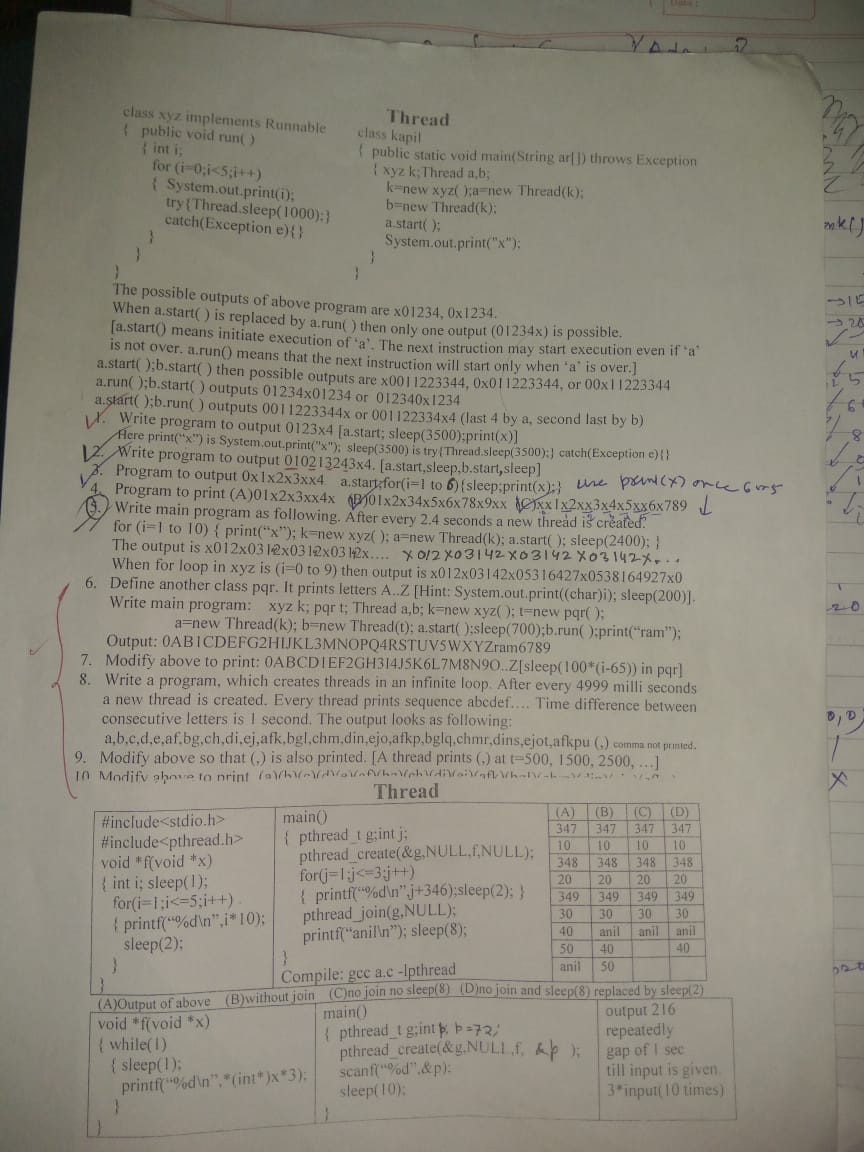 Data:
Thread
class xyz implements Runnable
{ public void run( )
{ int i;
for (i=0;i<5;i++)
{ System.out.print(i);
try{Thread.sleep(1000);}
catch(Exception e){}
}
}
}
class kapil
{ public static void main(String ar[]) throws Exception
{ xyz k;Thread a,b;
k=new xyz( );a=new Thread(k);
b=new Thread(k);
a.start( );
System.out.print("x");
}
}
The possible outputs of above program are x01234, 0x1234.
When a.start( ) is replaced by a.run( ) then only one output (01234x) is possible.
[a.start() means initiate execution of 'a'. The next instruction may start execution even if 'a'
is not over. a.run() means that the next instruction will start only when 'a' is over.]
a.start( );b.start( ) then possible outputs are x0011223344, 0x011223344, or 00x11223344
a.run( );b.start( ) outputs 01234x01234 or 012340x1234
a.start( );b.run( ) outputs 0011223344x or 001122334x4 (last 4 by a, second last by b)
1. Write program to output 0123x4 [a.start; sleep(3500);print(x)]
Here print("x") is System.out.print("x"); sleep(3500) is try{Thread.sleep(3500);} catch(Exception e){}
2. Write program to output 010213243x4. [a.start,sleep,b.start,sleep]
3. Program to output 0x1x2x3xx4 a.start;for(i=1 to 6){sleep;print(x);} use print(x) once 6ms
4. Program to print (A)01x2x3xx4x (B)01x2x34x5x6x78x9xx (C)xx1x2xx3x4x5xx6x789
5. Write main program as following. After every 2.4 seconds a new thread is created.
for (i=1 to 10) { print("x"); k=new xyz( ); a=new Thread(k); a.start( ); sleep(2400); }
The output is x012x0312x0312x0312x.... x012x03142x03142x03142x...
When for loop in xyz is (i=0 to 9) then output is x012x03142x05316427x0538164927x0
6. Define another class pqr. It prints letters A..Z [Hint: System.out.print((char)i); sleep(200)].
Write main program: xyz k; pqr t; Thread a,b; k=new xyz( ); t=new pqr( );
a=new Thread(k); b=new Thread(t); a.start( );sleep(700);b.run( );print("ram");
Output: 0AB1CDEFG2HIJKL3MNOPQ4RSTUV5WXYZram6789
7. Modify above to print: 0ABCD1EF2GH3I4J5K6L7M8N9O..Z[sleep(100*(i-65)) in pqr]
8. Write a program, which creates threads in an infinite loop. After every 4999 milli seconds
a new thread is created. Every thread prints sequence abcdef.... Time difference between
consecutive letters is 1 second. The output looks as following:
a,b,c,d,e,af,bg,ch,di,ej,afk,bgl,chm,din,ejo,afkp,bglq,chmr,dins,ejot,afkpu (,) comma not printed.
9. Modify above so that (,) is also printed. [A thread prints (,) at t=500, 1500, 2500, ...]
10 Modify above to print
Thread
#include<stdio.h>
#include<pthread.h>
void *f(void *x)
{ int i; sleep(1);
for(i=1;i<=5;i++)
{ printf("%d\n",i*10);
sleep(2);
}
}
main()
{ pthread_t g;int j;
pthread_create(&g,NULL,f,NULL);
for(j=1;j<=3;j++)
{ printf("%d\n",j+346);sleep(2); }
pthread_join(g,NULL);
printf("anil\n"); sleep(8);
}
Compile: gcc a.c -lpthread
(A) (B) (C) (D)
347 347 347 347
10 10 10 10
348 348 348 348
20 20 20 20
349 349 349 349
30 30 30 30
40 anil anil anil
50 40 40
anil 50
(A)Output of above (B)without join (C)no join no sleep(8) (D)no join and sleep(8) replaced by sleep(2)
void *f(void *x)
{ while(1)
{ sleep(1);
printf("%d\n",*(int*)x*3);
}
}
main()
{ pthread_t g;int p, p=72;
pthread_create(&g,NULL,f, &p );
scanf("%d",&p);
sleep(10);
}
output 216
repeatedly
gap of 1 sec
till input is given.
3*input(10 times)